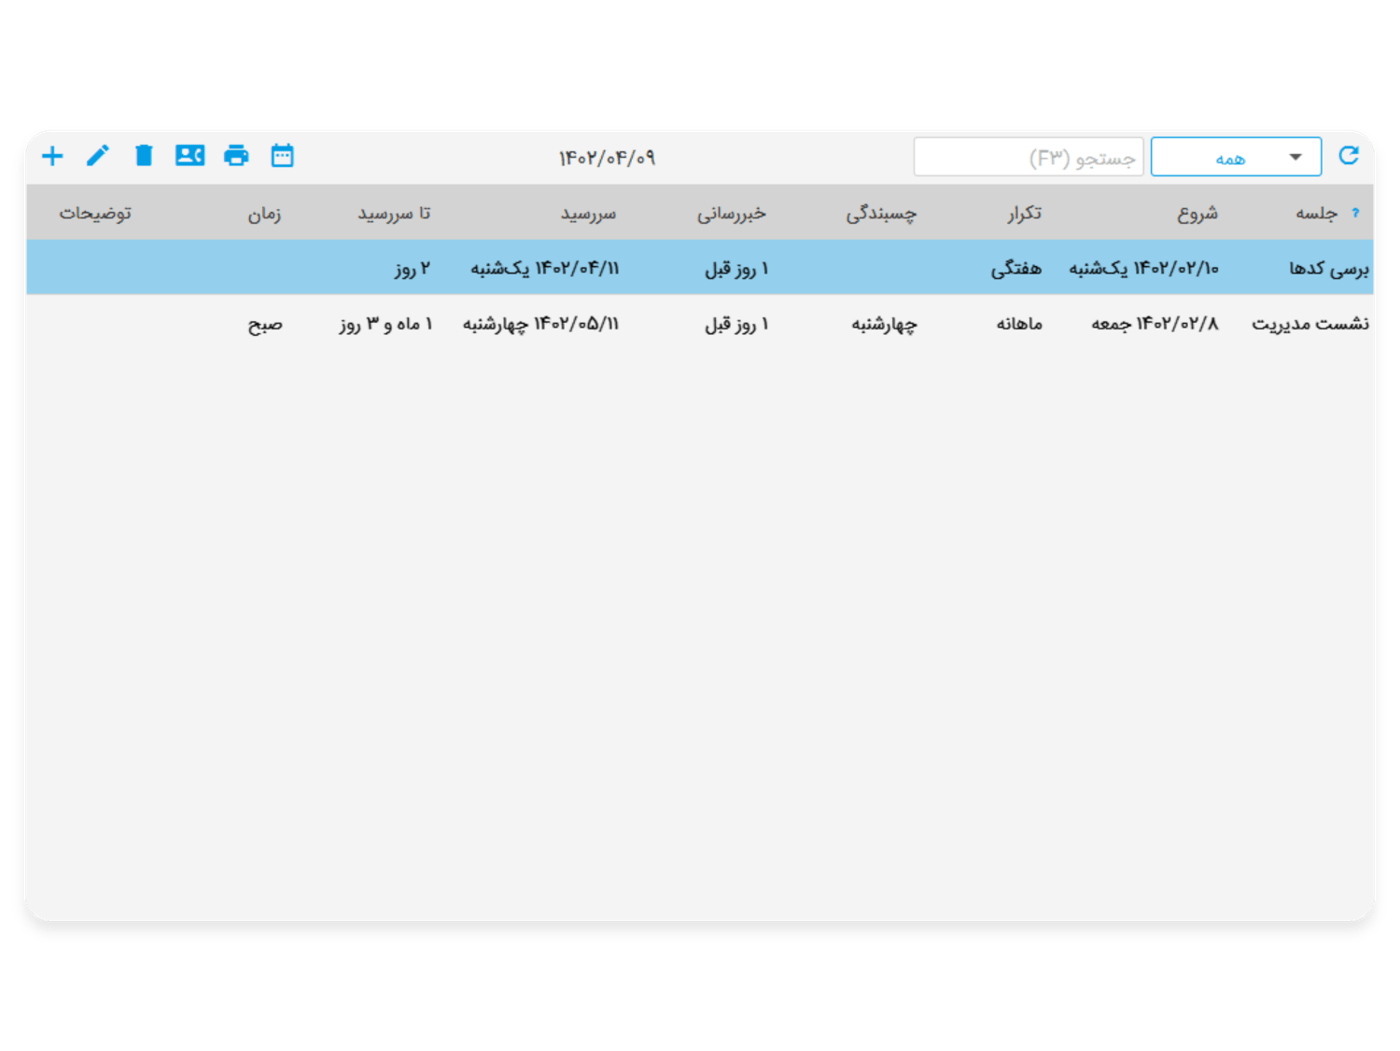 همه جستجو (F۳) ۱۴۰۲/۰۴/۰۹
? جلسه شروع تکرار چسبندگی خبررسانی سررسید تا سررسید زمان توضیحات
برسی کدها ۱۴۰۲/۰۲/۱۰ یک‌شنبه هفتگی ۱ روز قبل ۱۴۰۲/۰۴/۱۱ یک‌شنبه ۲ روز
نشست مدیریت ۱۴۰۲/۰۲/۸ جمعه ماهانه چهارشنبه ۱ روز قبل ۱۴۰۲/۰۵/۱۱ چهارشنبه ۱ ماه و ۳ روز صبح